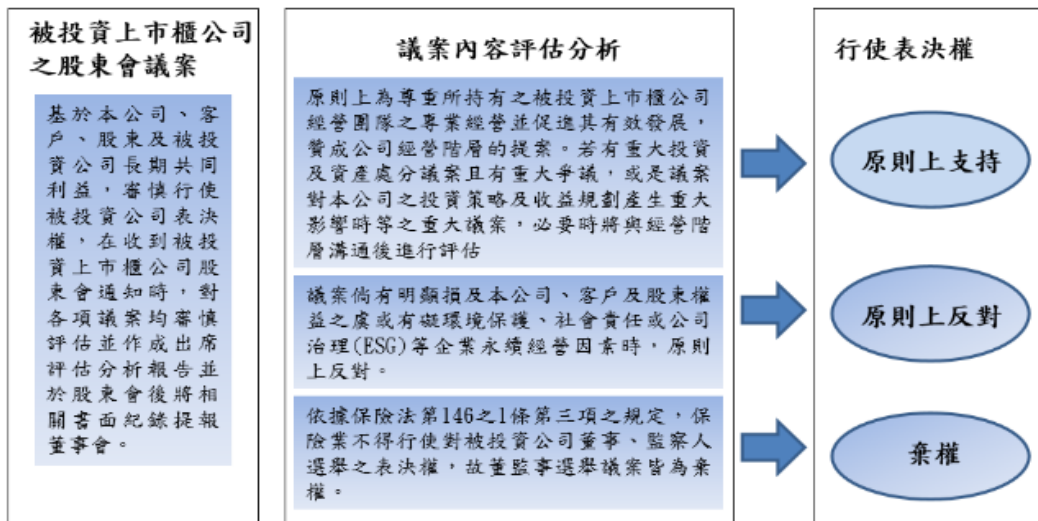 被投資上市櫃公司
之股東會議案
基於本公司、客
戶、股東及被投
資公司長期共同
利益，審慎行使
被投資公司表決
權，在收到被投
資上市櫃公司股
東會通知時，對
各項議案均審慎
評估並作成出席
評估分析報告並
於股東會後將相
關書面紀錄提報
董事會。
議案內容評估分析
原則上為尊重所持有之被投資上市櫃公司
經營團隊之專業經營並促進其有效發展，
贊成公司經營階層的提案。若有重大投資
及資產處分議案且有重大爭議，或是議案
對本公司之投資策略及收益規劃產生重大
影響時等之重大議案，必要時將與經營階
層溝通後進行評估
議案倘有明顯損及本公司、客戶及股東權
益之虞或有礙環境保護、社會責任或公司
治理(ESG)等企業永續經營因素時，原則
上反對。
依據保險法第146之1條第三項之規定，保
險業不得行使對被投資公司董事、監察人
選舉之表決權，故董監事選舉議案皆為棄
權。
行使表決權
原則上支持
原則上反對
棄權